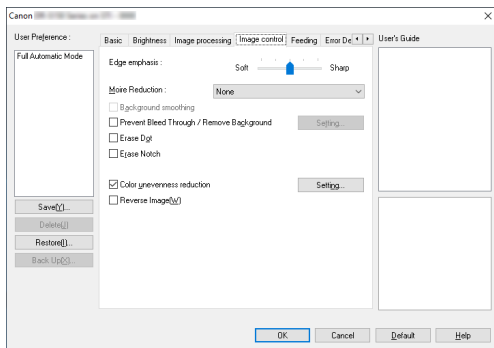 Canon
User Preference :
Full Automatic Mode
Save(Y)...
Delete(J)
Restore(I)...
Back Up(X)...
Basic Brightness Image processing Image control Feeding Error De
Edge emphasis : Soft Sharp
Moire Reduction : None
Background smoothing
Prevent Bleed Through / Remove Background Setting...
Erase Dot
Erase Notch
Color unevenness reduction Setting...
Reverse Image(W)
User's Guide
OK Cancel Default Help